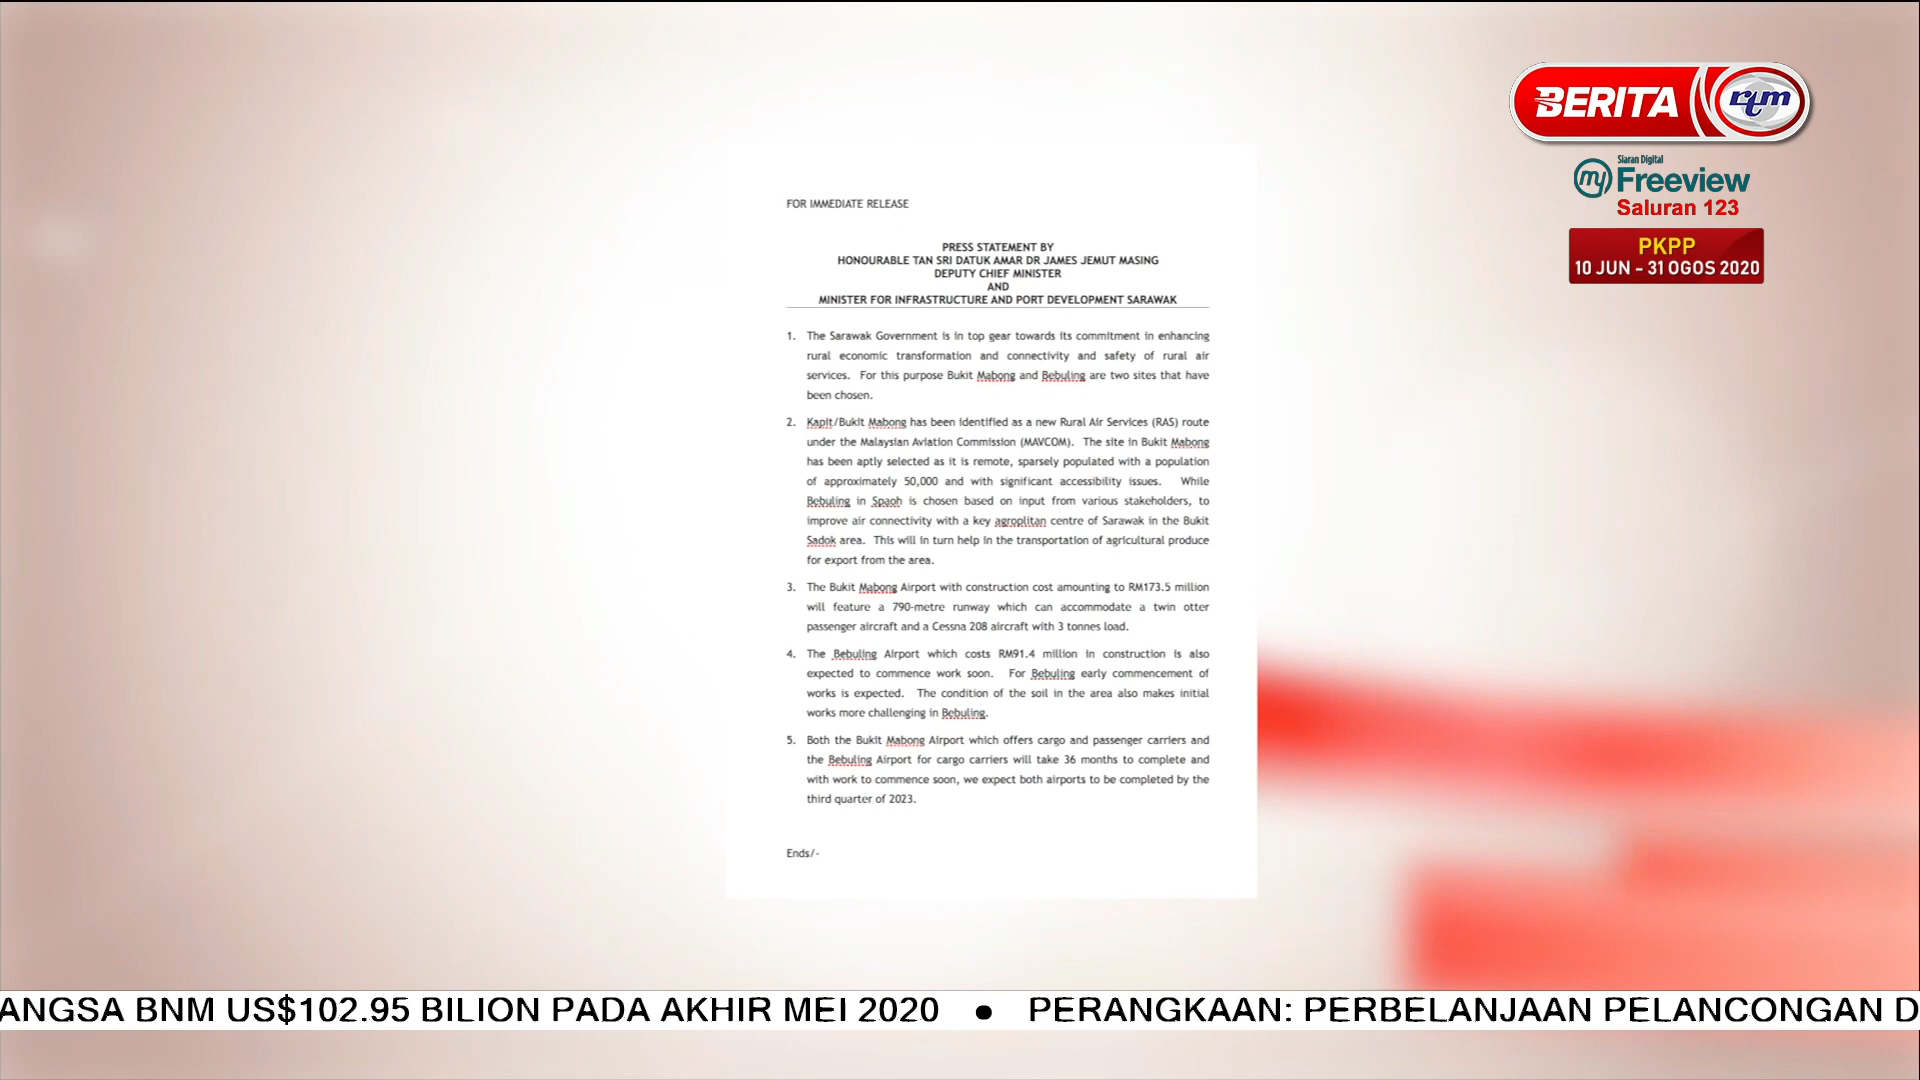 BERITA rtm
Siaran Digital
my Freeview
Saluran 123
PKPP
10 JUN - 31 OGOS 2020
FOR IMMEDIATE RELEASE
PRESS STATEMENT BY
HONOURABLE TAN SRI DATUK AMAR DR JAMES JEMUT MASING
DEPUTY CHIEF MINISTER
AND
MINISTER FOR INFRASTRUCTURE AND PORT DEVELOPMENT SARAWAK
1. The Sarawak Government is in top gear towards its commitment in enhancing
rural economic transformation and connectivity and safety of rural air
services. For this purpose Bukit Mabong and Bebuling are two sites that have
been chosen.
2. Kapit/Bukit Mabong has been identified as a new Rural Air Services (RAS) route
under the Malaysian Aviation Commission (MAVCOM). The site in Bukit Mabong
has been aptly selected as it is remote, sparsely populated with a population
of approximately 50,000 and with significant accessibility issues. While
Bebuling in Spaoh is chosen based on input from various stakeholders, to
improve air connectivity with a key agroplitan centre of Sarawak in the Bukit
Sadok area. This will in turn help in the transportation of agricultural produce
for export from the area.
3. The Bukit Mabong Airport with construction cost amounting to RM173.5 million
will feature a 790-metre runway which can accommodate a twin otter
passenger aircraft and a Cessna 208 aircraft with 3 tonnes load.
4. The Bebuling Airport which costs RM91.4 million in construction is also
expected to commence work soon. For Bebuling early commencement of
works is expected. The condition of the soil in the area also makes initial
works more challenging in Bebuling.
5. Both the Bukit Mabong Airport which offers cargo and passenger carriers and
the Bebuling Airport for cargo carriers will take 36 months to complete and
with work to commence soon, we expect both airports to be completed by the
third quarter of 2023.
Ends/-
ANGSA BNM US$102.95 BILION PADA AKHIR MEI 2020 ● PERANGKAAN: PERBELANJAAN PELANCONGAN D